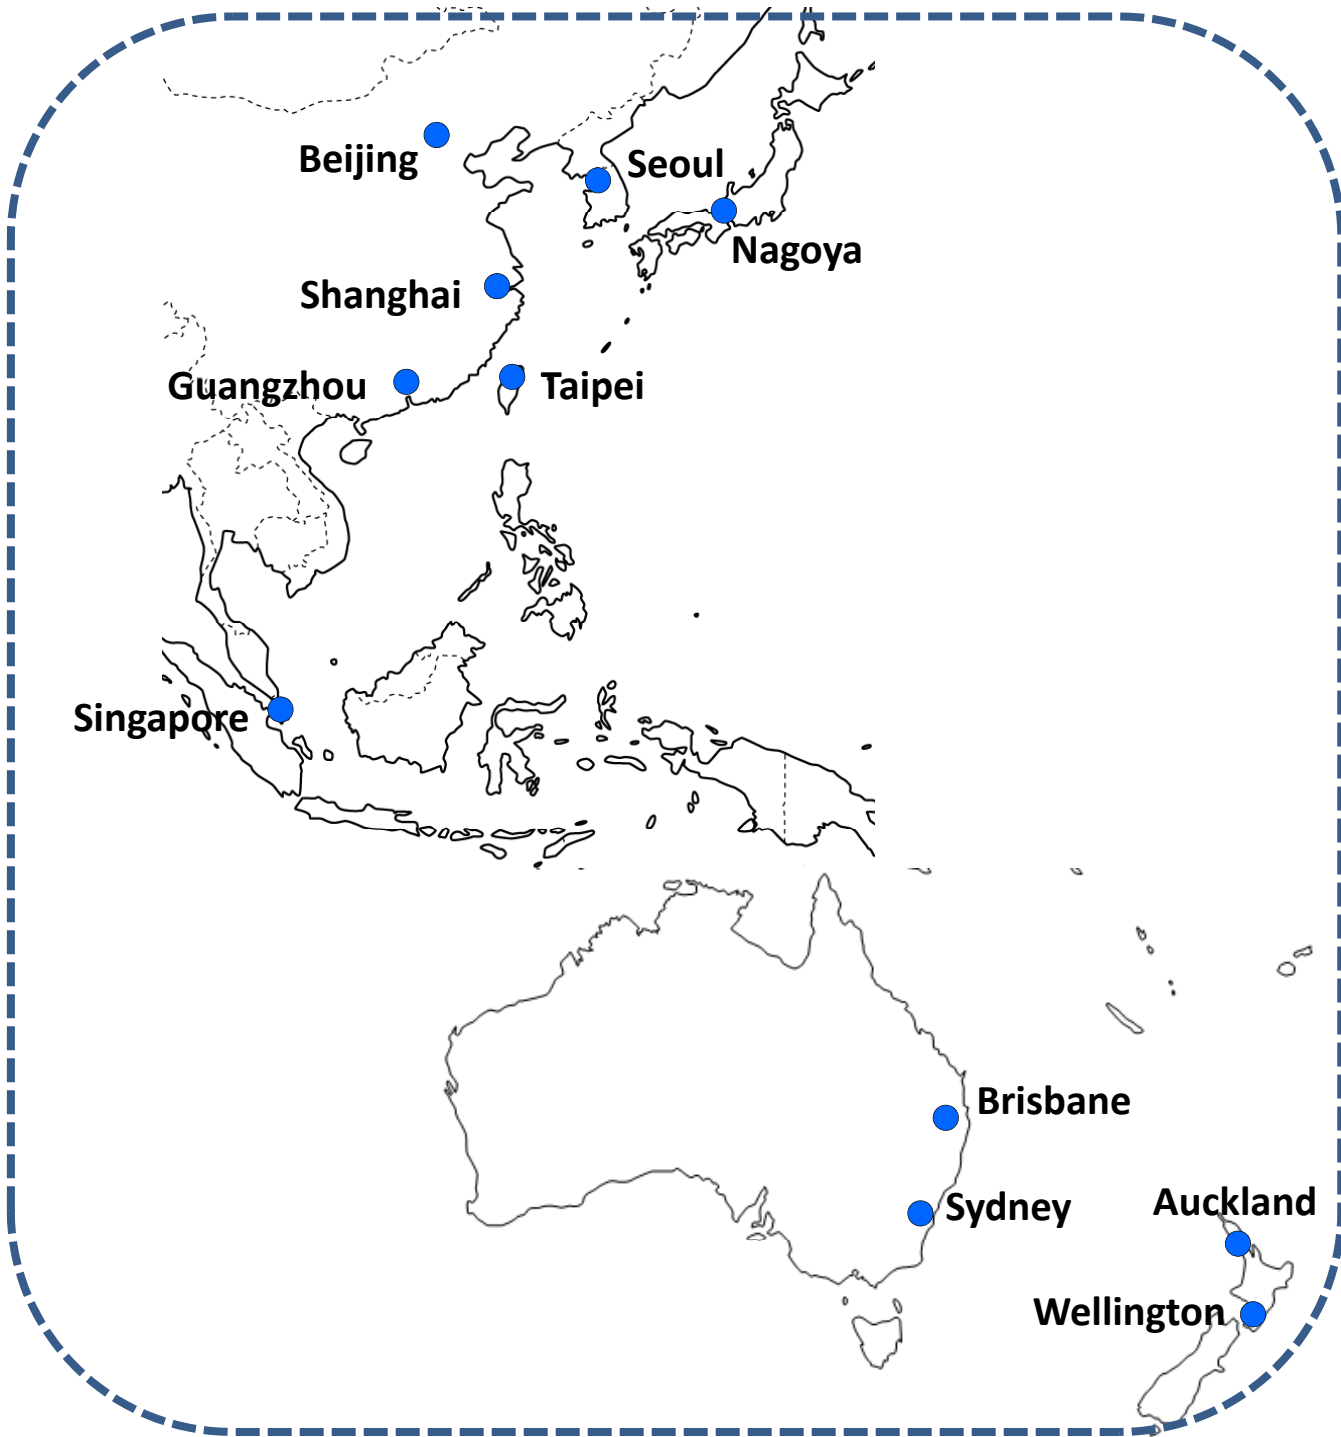 Beijing
Seoul
Nagoya
Shanghai
Guangzhou
Taipei
Singapore
Brisbane
Sydney
Auckland
Wellington